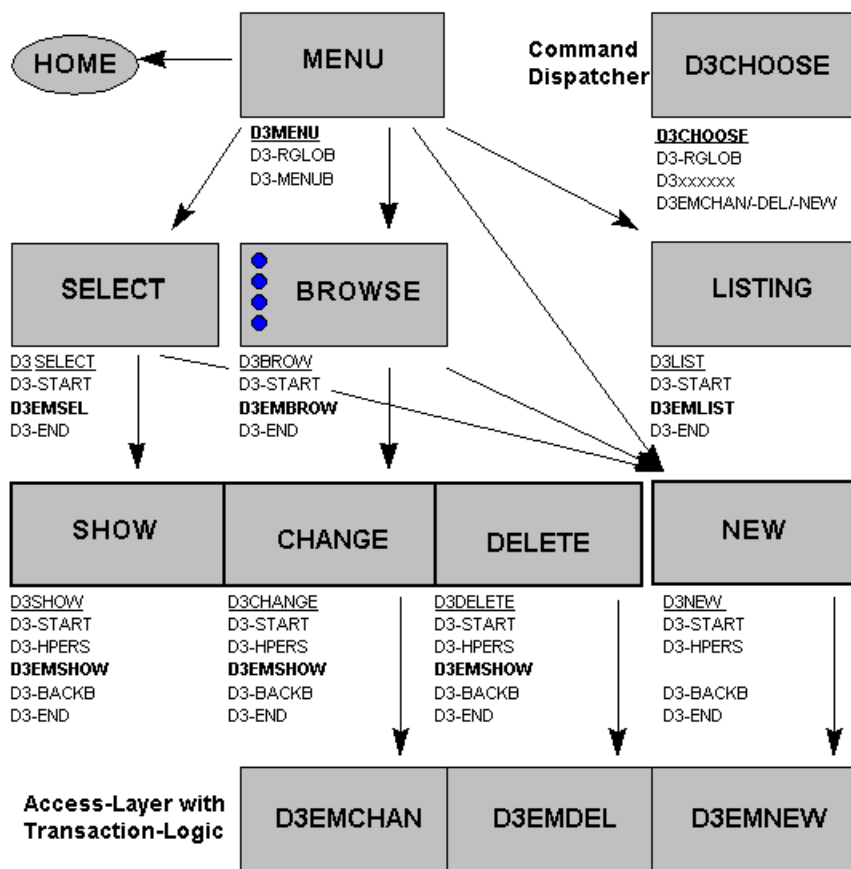 HOME
MENU
Command
Dispatcher
D3CHOOSE
D3MENU
D3-RGLOB
D3-MENUB
D3CHOOSE
D3-RGLOB
D3xxxxxx
D3EMCHAN/-DEL/-NEW
SELECT
BROWSE
LISTING
D3SELECT
D3-START
D3EMSEL
D3-END
D3BROW
D3-START
D3EMBROW
D3-END
D3LIST
D3-START
D3EMLIST
D3-END
SHOW
CHANGE
DELETE
NEW
D3SHOW
D3-START
D3-HPERS
D3EMSHOW
D3-BACKB
D3-END
D3CHANGE
D3-START
D3-HPERS
D3EMSHOW
D3-BACKB
D3-END
D3DELETE
D3-START
D3-HPERS
D3EMSHOW
D3-BACKB
D3-END
D3NEW
D3-START
D3-HPERS
D3-BACKB
D3-END
Access-Layer with
Transaction-Logic
D3EMCHAN
D3EMDEL
D3EMNEW